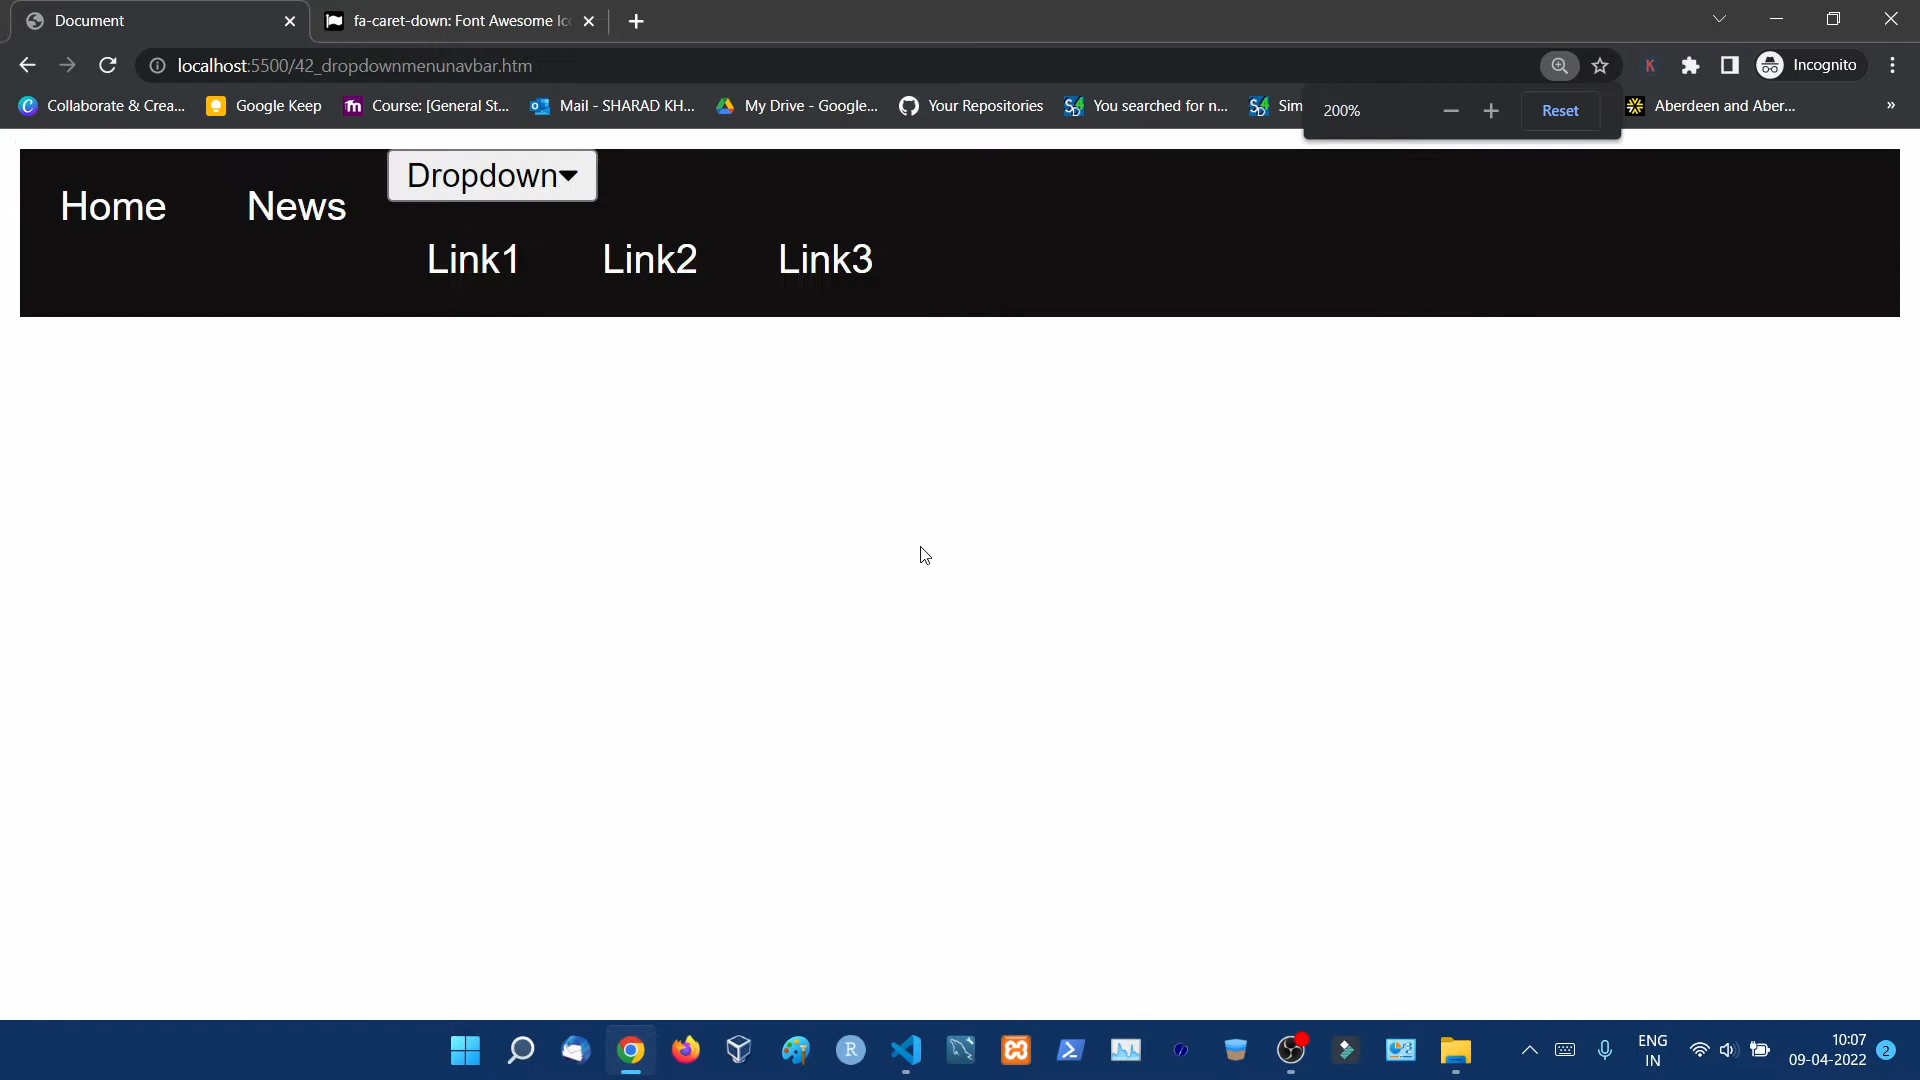 Document
fa-caret-down: Font Awesome Ic
localhost:5500/42_dropdownmenunavbar.htm
Incognito
Collaborate & Crea...
Google Keep
Course: [General St...
Mail - SHARAD KH...
My Drive - Google...
Your Repositories
You searched for n...
Sim
Aberdeen and Aber...
»
200%
Reset
Home
News
Dropdown
Link1
Link2
Link3
ENG
IN
10:07
09-04-2022
2